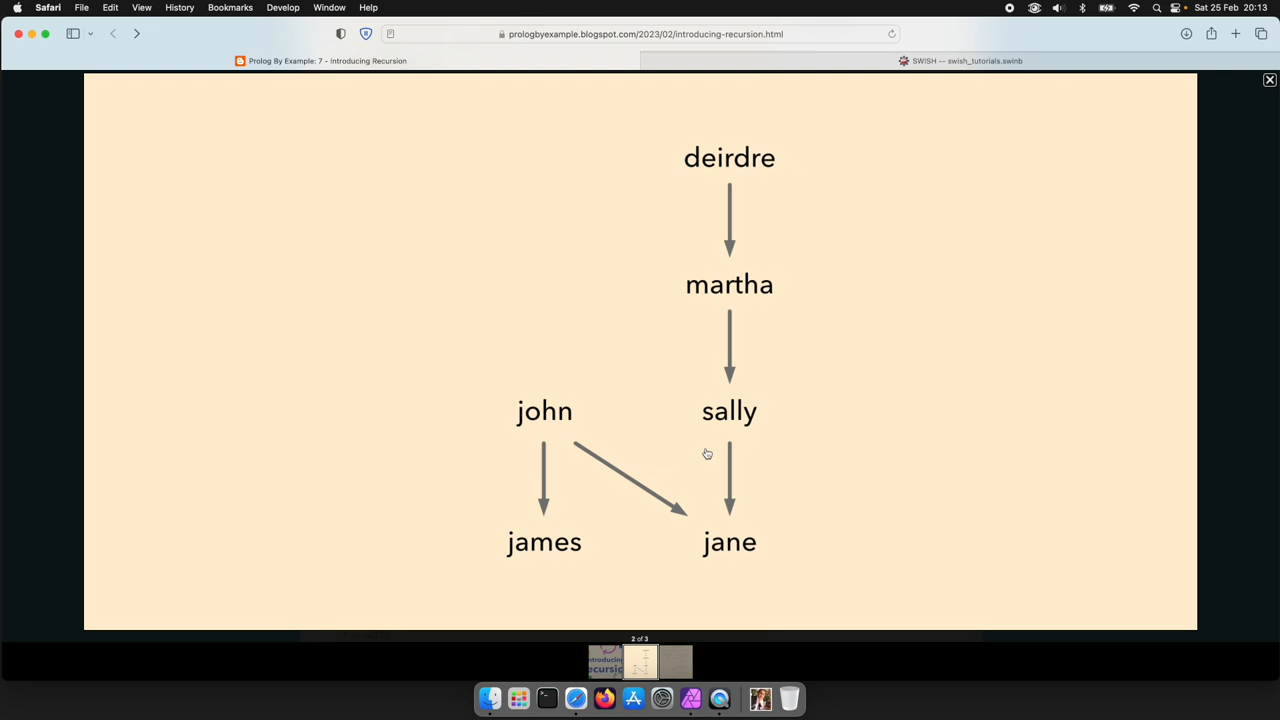 Safari File Edit View History Bookmarks Develop Window Help Sat 25 Feb 20:13
prologbyexample.blogspot.com/2023/02/introducing-recursion.html
Prolog By Example: 7 - Introducing Recursion
SWISH -- swish_tutorials.swinb
deirdre
martha
john sally
james jane
2 of 3
introducing
recursion